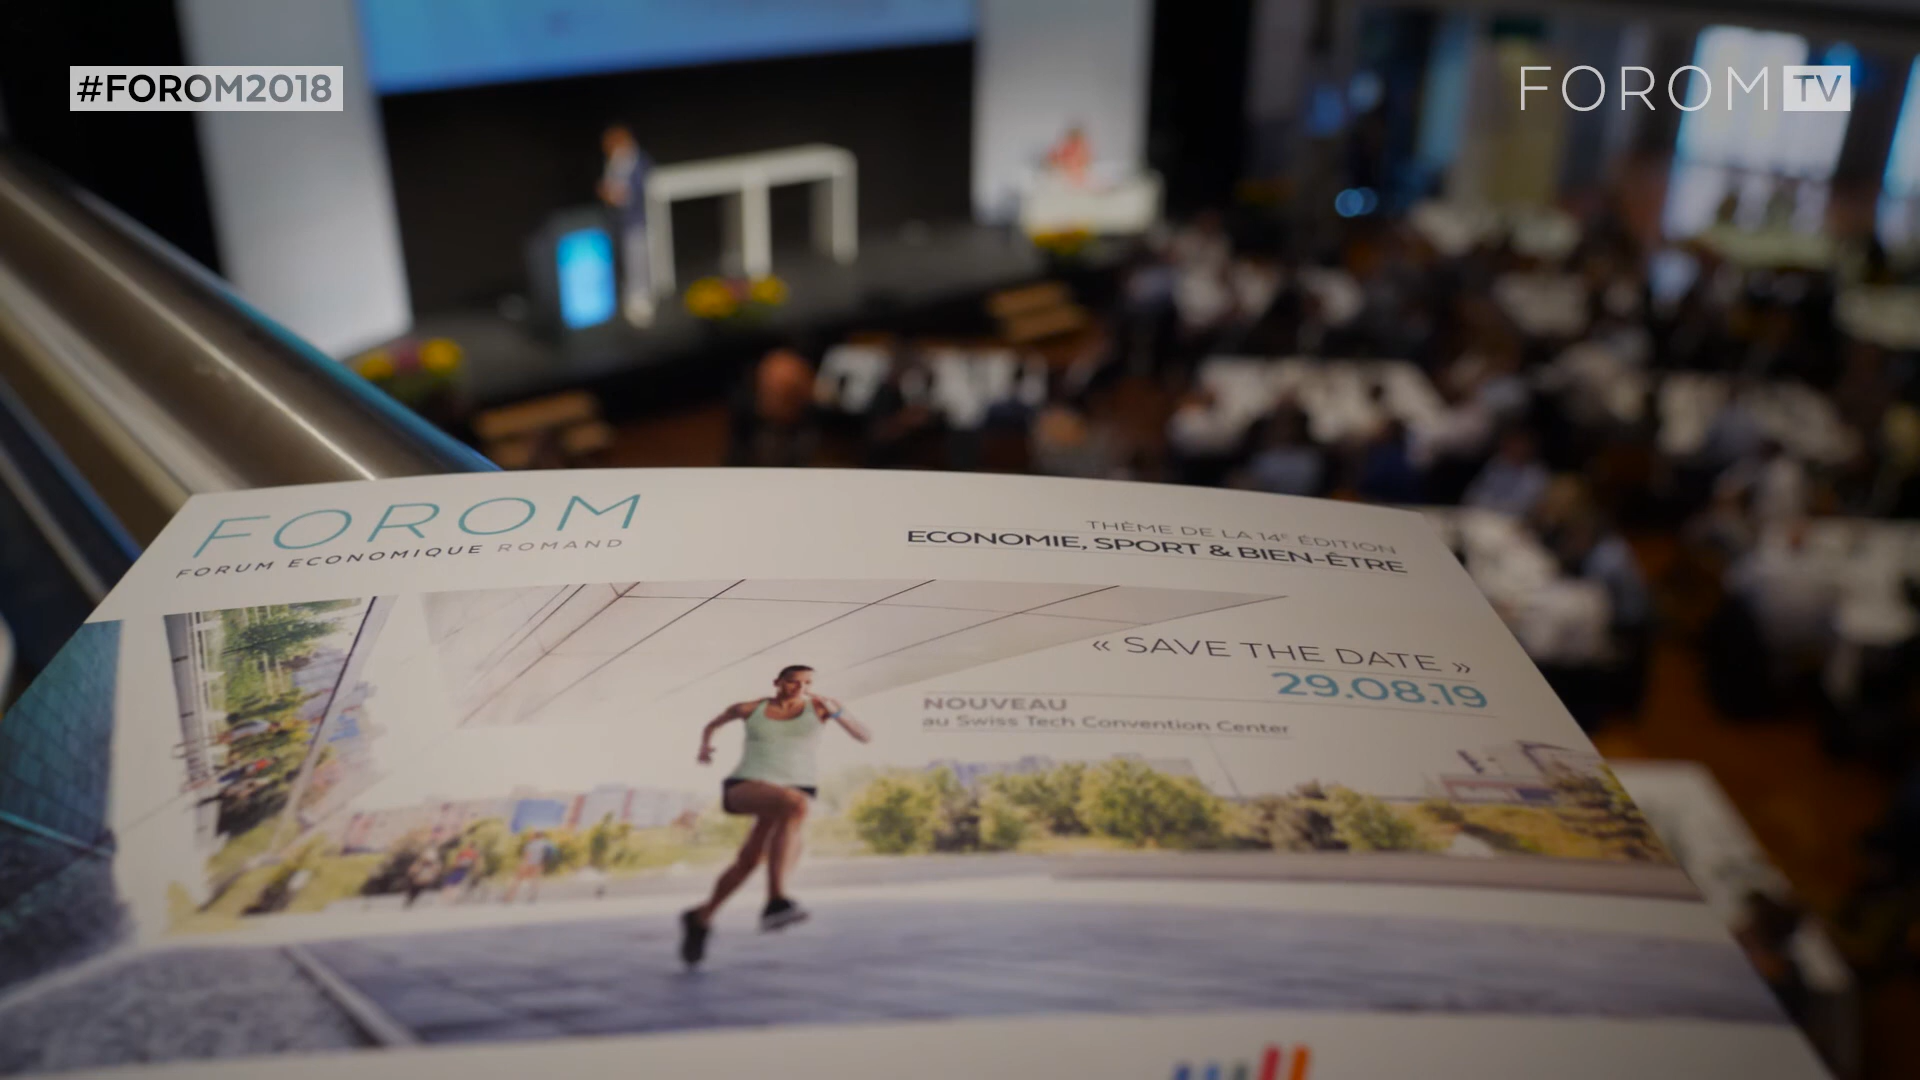 #FOROM2018
FOROM TV
FOROM
FORUM ECONOMIQUE ROMAND
THÈME DE LA 14e ÉDITION
ECONOMIE, SPORT & BIEN-ÊTRE
« SAVE THE DATE »
29.08.19
NOUVEAU
au Swiss Tech Convention Center